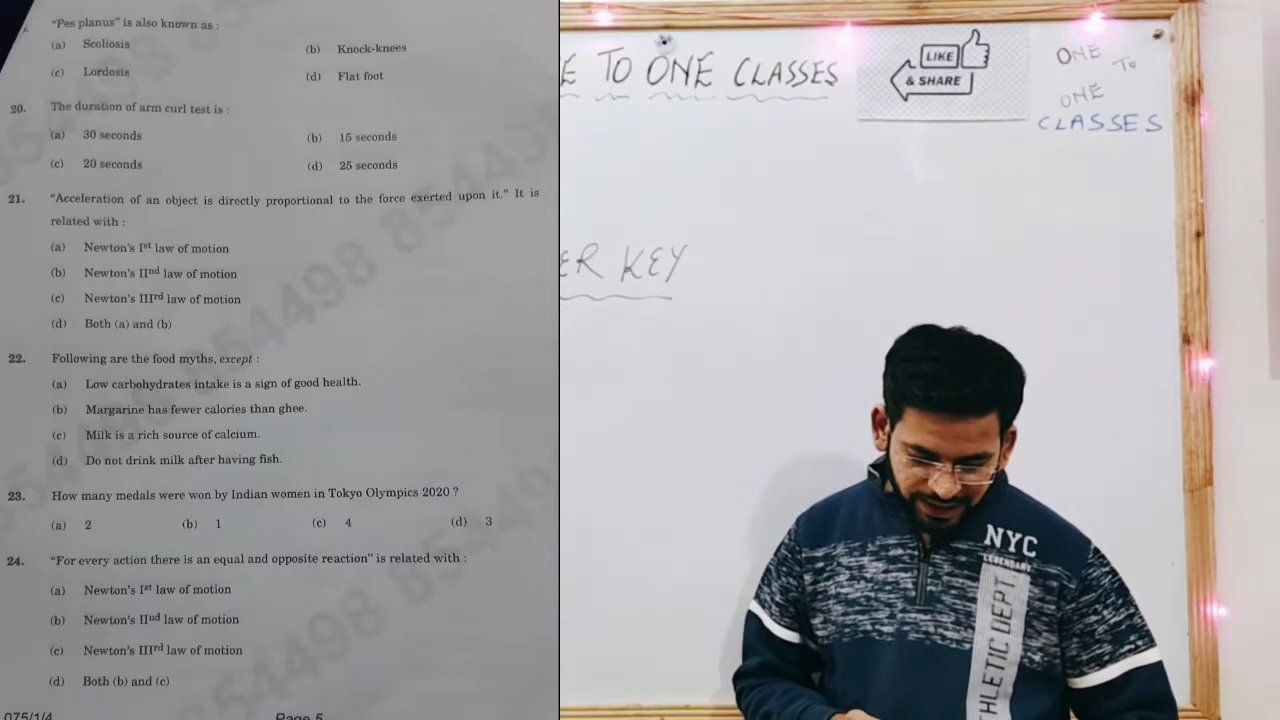 "Pes planus" is also known as :
(a) Scoliosis (b) Knock-knees
(c) Lordosis (d) Flat foot
20. The duration of arm curl test is :
(a) 30 seconds (b) 15 seconds
(c) 20 seconds (d) 25 seconds
21. "Acceleration of an object is directly proportional to the force exerted upon it." It is
related with :
(a) Newton's Ist law of motion
(b) Newton's IInd law of motion
(c) Newton's IIIrd law of motion
(d) Both (a) and (b)
22. Following are the food myths, except :
(a) Low carbohydrates intake is a sign of good health.
(b) Margarine has fewer calories than ghee.
(c) Milk is a rich source of calcium.
(d) Do not drink milk after having fish.
23. How many medals were won by Indian women in Tokyo Olympics 2020 ?
(a) 2 (b) 1 (c) 4 (d) 3
24. "For every action there is an equal and opposite reaction" is related with :
(a) Newton's Ist law of motion
(b) Newton's IInd law of motion
(c) Newton's IIIrd law of motion
(d) Both (b) and (c)
075/1/4 Page 5
E TO ONE CLASSES
LIKE
& SHARE
ONE
TO
ONE
CLASSES
ER KEY
NYC
LEGENDARY
HLETIC DEPT